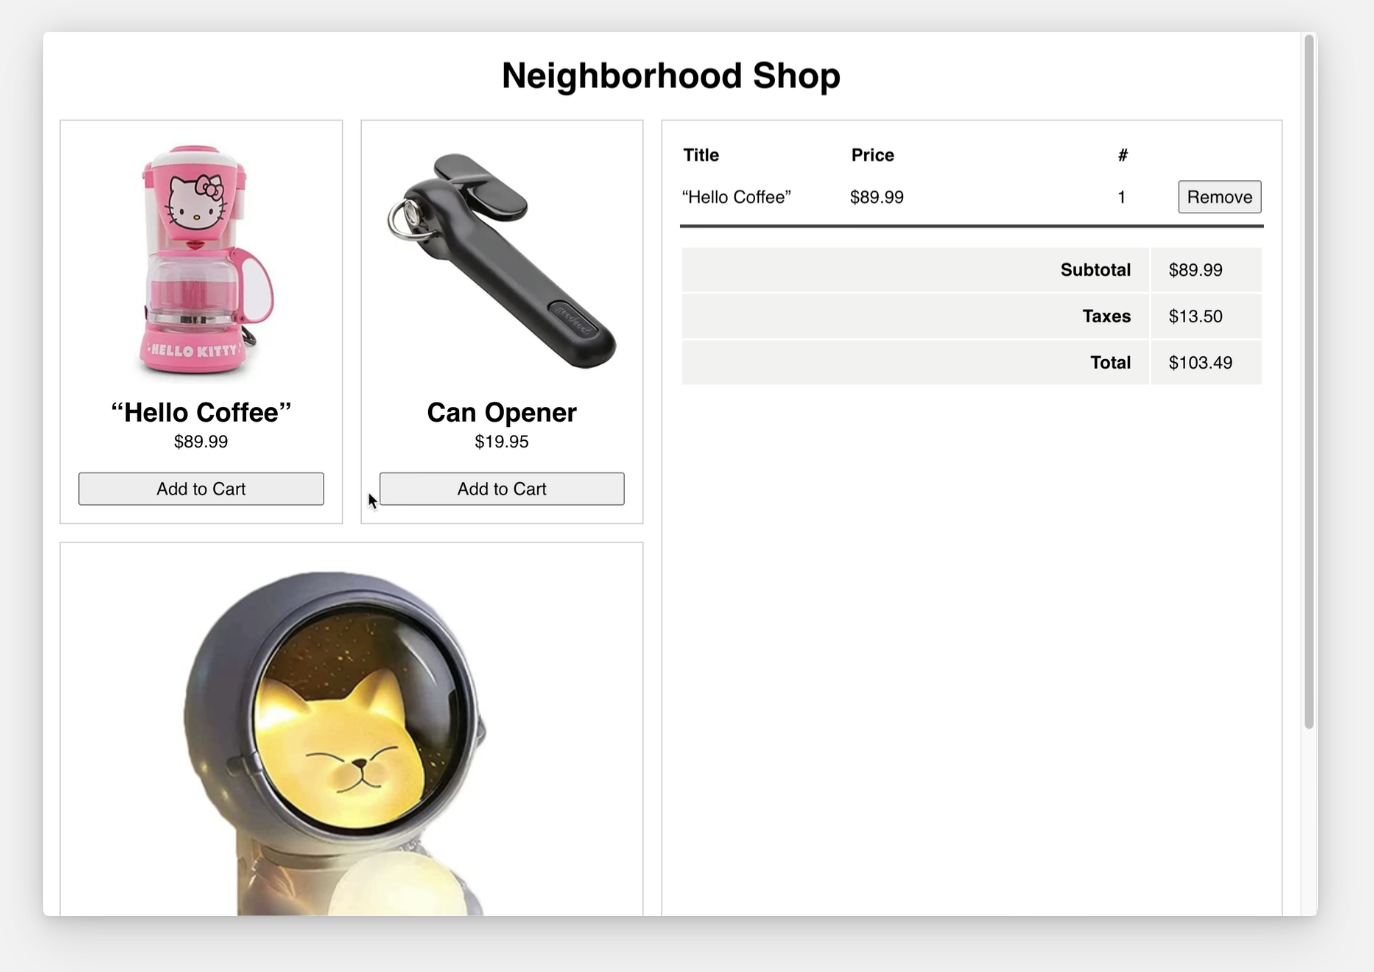 Neighborhood Shop
HELLO KITTY
“Hello Coffee”
$89.99
Add to Cart
Can Opener
$19.95
Add to Cart
Title Price #
“Hello Coffee” $89.99 1 Remove
Subtotal $89.99
Taxes $13.50
Total $103.49